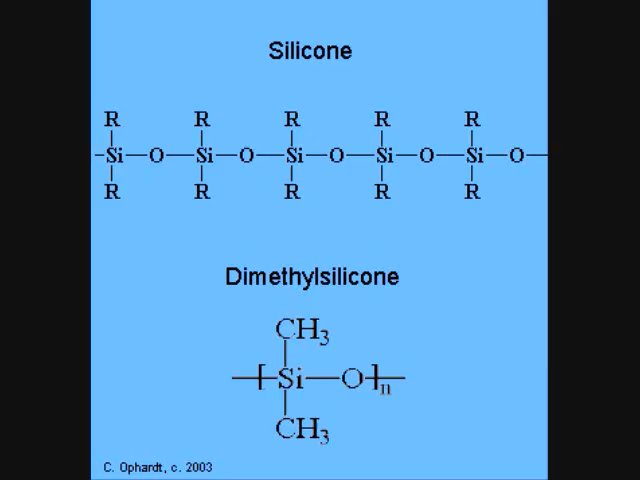 Silicone
R R R R R
Si O Si O Si O Si O Si O
R R R R R
Dimethylsilicone
CH3
[Si O]n
CH3
C. Ophardt, c. 2003